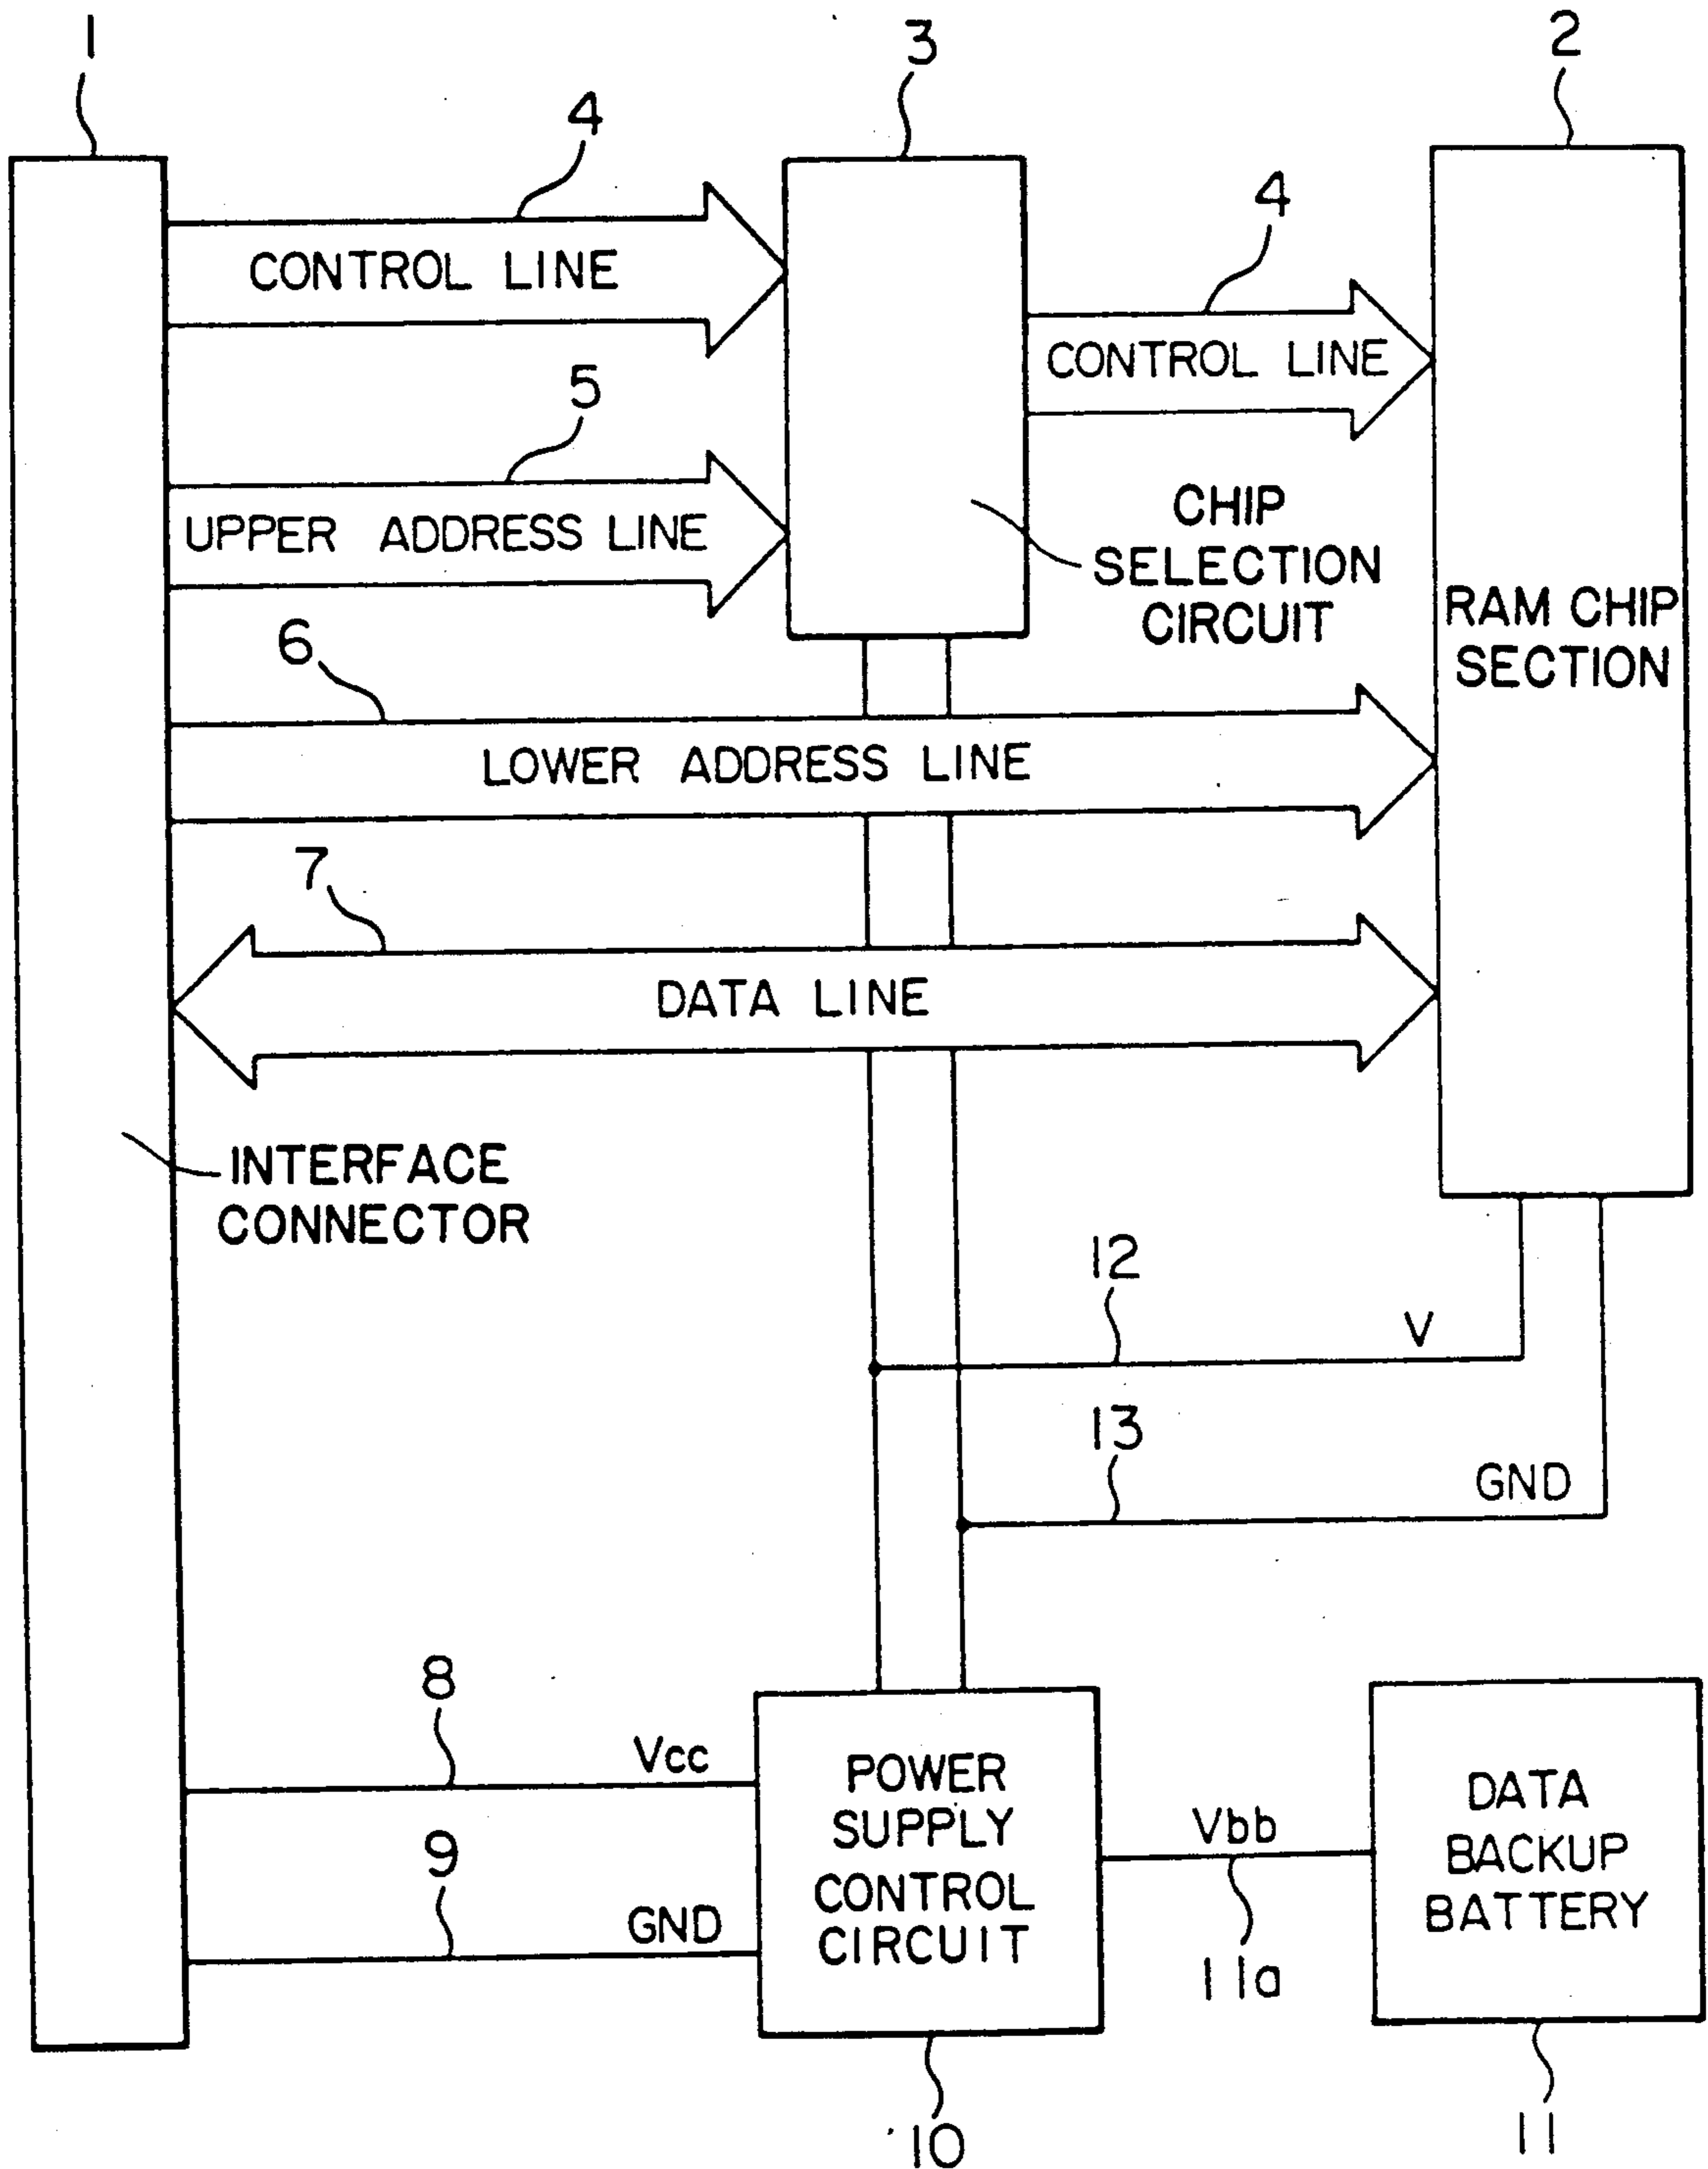 1
3
2
4
CONTROL LINE
4
CONTROL LINE
5
UPPER ADDRESS LINE
CHIP
SELECTION
CIRCUIT
RAM CHIP
SECTION
6
LOWER ADDRESS LINE
7
DATA LINE
INTERFACE
CONNECTOR
12
V
13
GND
8
Vcc
9
GND
POWER
SUPPLY
CONTROL
CIRCUIT
Vbb
11a
DATA
BACKUP
BATTERY
10
11